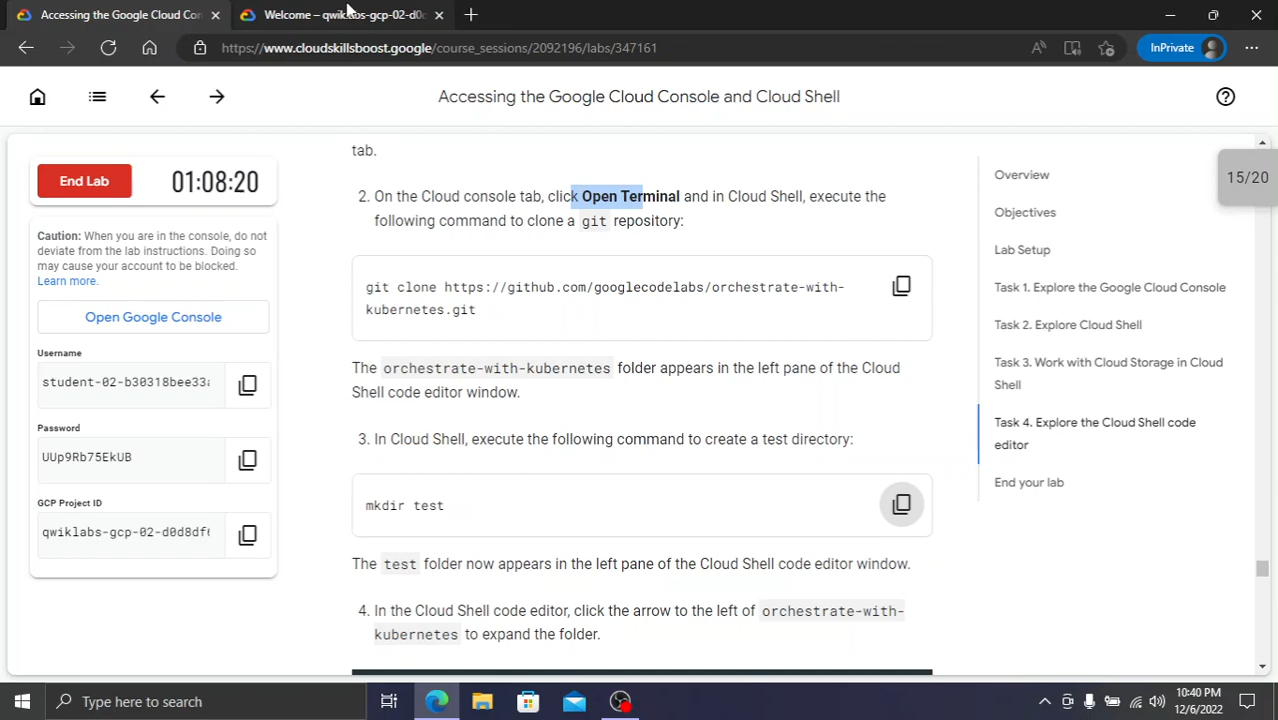 Accessing the Google Cloud Con
Welcome – qwiklabs-gcp-02-d0d
https://www.cloudskillsboost.google/course_sessions/2092196/labs/347161
InPrivate
Accessing the Google Cloud Console and Cloud Shell
End Lab
01:08:20
Caution: When you are in the console, do not
deviate from the lab instructions. Doing so
may cause your account to be blocked.
Learn more.
Open Google Console
Username
student-02-b30318bee33a
Password
UUp9Rb75EkUB
GCP Project ID
qwiklabs-gcp-02-d0d8df6
tab.
2. On the Cloud console tab, click Open Terminal and in Cloud Shell, execute the
following command to clone a git repository:
git clone https://github.com/googlecodelabs/orchestrate-with-
kubernetes.git
The orchestrate-with-kubernetes folder appears in the left pane of the Cloud
Shell code editor window.
3. In Cloud Shell, execute the following command to create a test directory:
mkdir test
The test folder now appears in the left pane of the Cloud Shell code editor window.
4. In the Cloud Shell code editor, click the arrow to the left of orchestrate-with-
kubernetes to expand the folder.
Overview
Objectives
Lab Setup
Task 1. Explore the Google Cloud Console
Task 2. Explore Cloud Shell
Task 3. Work with Cloud Storage in Cloud
Shell
Task 4. Explore the Cloud Shell code
editor
End your lab
15/20
Type here to search
10:40 PM
12/6/2022